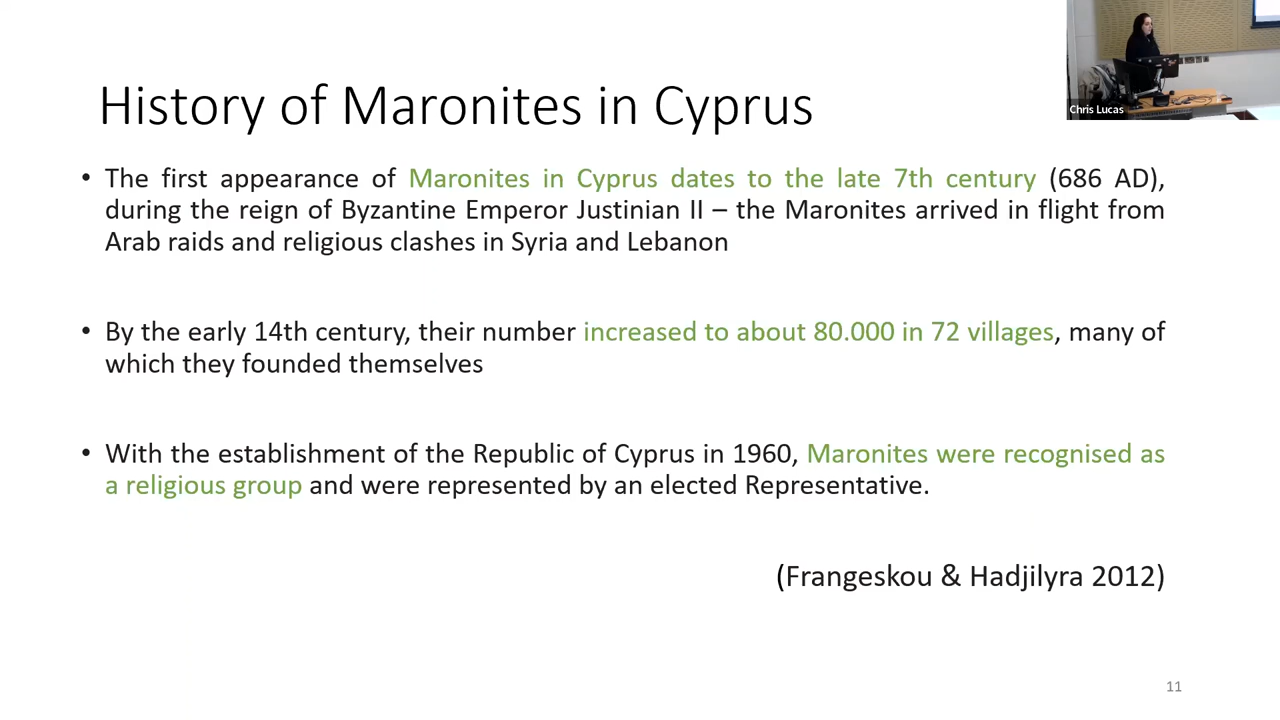 Chris Lucas
History of Maronites in Cyprus
• The first appearance of Maronites in Cyprus dates to the late 7th century (686 AD),
during the reign of Byzantine Emperor Justinian II – the Maronites arrived in flight from
Arab raids and religious clashes in Syria and Lebanon
• By the early 14th century, their number increased to about 80.000 in 72 villages, many of
which they founded themselves
• With the establishment of the Republic of Cyprus in 1960, Maronites were recognised as
a religious group and were represented by an elected Representative.
(Frangeskou & Hadjilyra 2012)
11